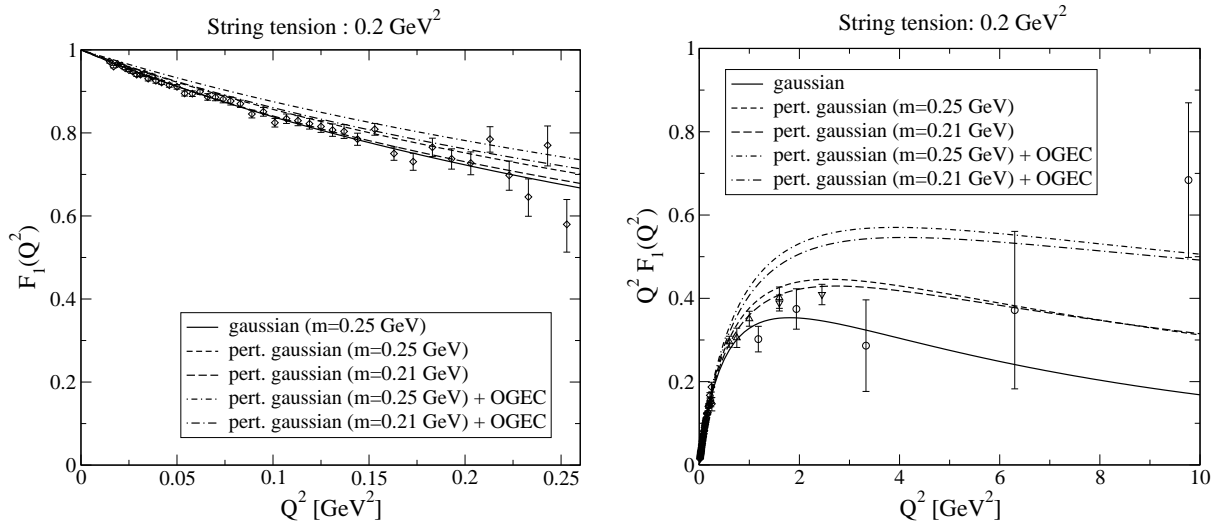 String tension : 0.2 GeV²
F₁(Q²)
1
0.8
0.6
0.4
0.2
0
gaussian (m=0.25 GeV)
pert. gaussian (m=0.25 GeV)
pert. gaussian (m=0.21 GeV)
pert. gaussian (m=0.25 GeV) + OGEC
pert. gaussian (m=0.21 GeV) + OGEC
0 0.05 0.1 0.15 0.2 0.25
Q² [GeV²]
String tension: 0.2 GeV²
Q² F₁(Q²)
1
0.8
0.6
0.4
0.2
0
gaussian
pert. gaussian (m=0.25 GeV)
pert. gaussian (m=0.21 GeV)
pert. gaussian (m=0.25 GeV) + OGEC
pert. gaussian (m=0.21 GeV) + OGEC
0 2 4 6 8 10
Q² [GeV²]